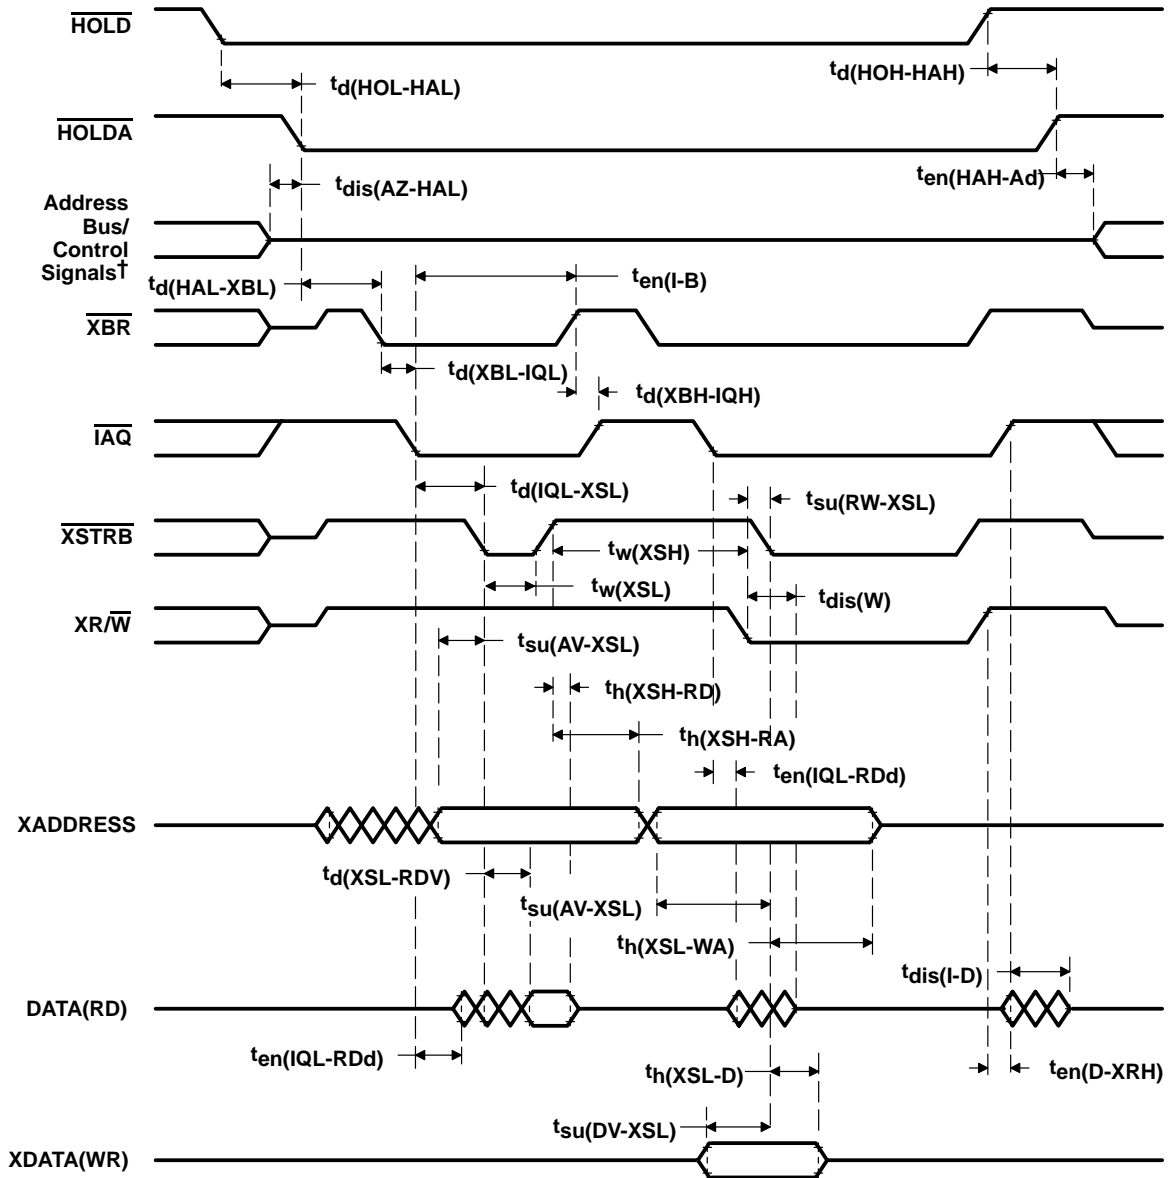 HOLD
td(HOL-HAL)
td(HOH-HAH)
HOLDA
tdis(AZ-HAL)
ten(HAH-Ad)
Address
Bus/
Control
Signals†
td(HAL-XBL)
ten(I-B)
XBR
td(XBL-IQL)
td(XBH-IQH)
IAQ
td(IQL-XSL)
tsu(RW-XSL)
XSTRB
tw(XSH)
tw(XSL)
tdis(W)
XR/W
tsu(AV-XSL)
th(XSH-RD)
th(XSH-RA)
ten(IQL-RDd)
XADDRESS
td(XSL-RDV)
tsu(AV-XSL)
th(XSL-WA)
tdis(I-D)
DATA(RD)
ten(IQL-RDd)
th(XSL-D)
ten(D-XRH)
tsu(DV-XSL)
XDATA(WR)